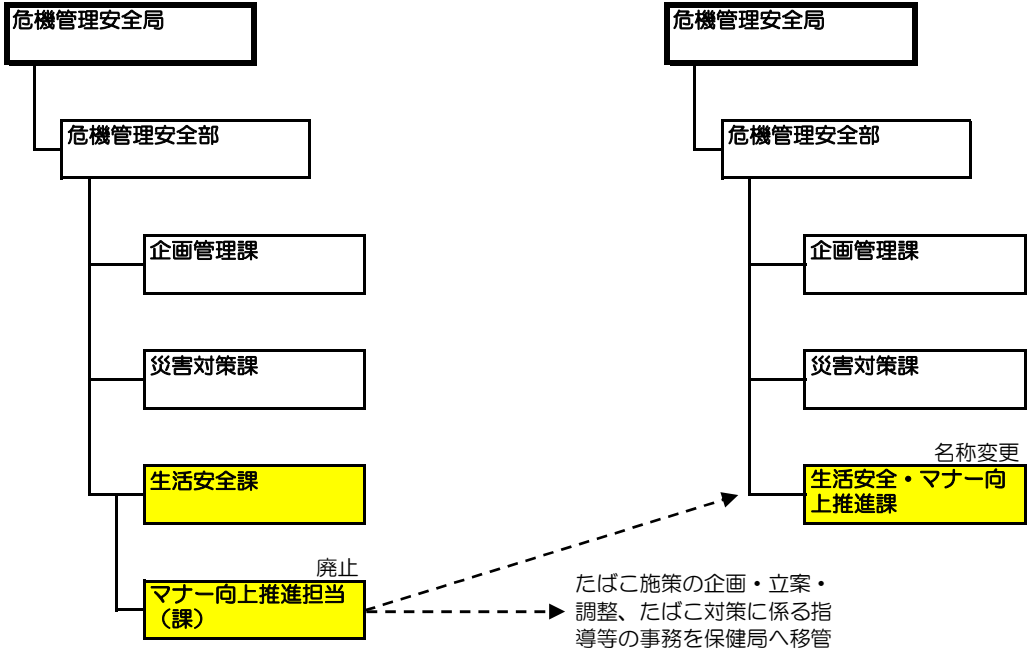 危機管理安全局
危機管理安全部
企画管理課
災害対策課
生活安全課
廃止
マナー向上推進担当
（課）
危機管理安全局
危機管理安全部
企画管理課
災害対策課
名称変更
生活安全・マナー向
上推進課
たばこ施策の企画・立案・
調整、たばこ対策に係る指
導等の事務を保健局へ移管